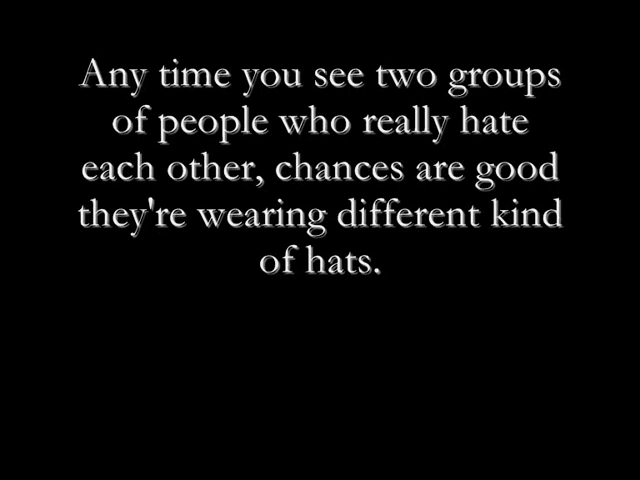 Any time you see two groups
of people who really hate
each other, chances are good
they're wearing different kind
of hats.